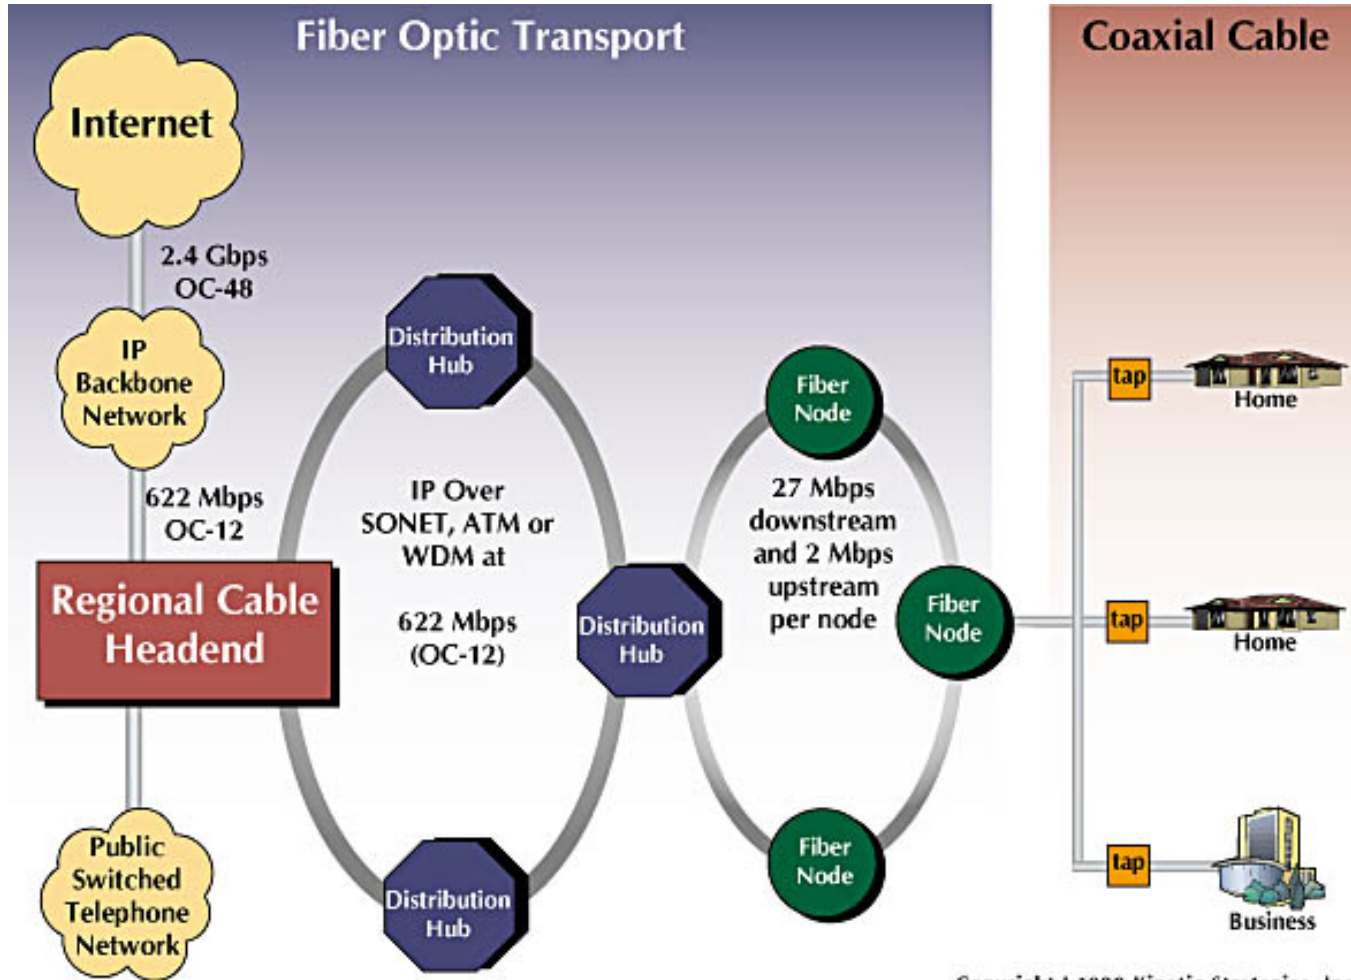 Fiber Optic Transport
Coaxial Cable
Internet
2.4 Gbps
OC-48
IP
Backbone
Network
622 Mbps
OC-12
Regional Cable
Headend
Public
Switched
Telephone
Network
Distribution
Hub
IP Over
SONET, ATM or
WDM at
622 Mbps
(OC-12)
Distribution
Hub
Distribution
Hub
Fiber
Node
27 Mbps
downstream
and 2 Mbps
upstream
per node
Fiber
Node
Fiber
Node
tap
Home
tap
Home
tap
Business